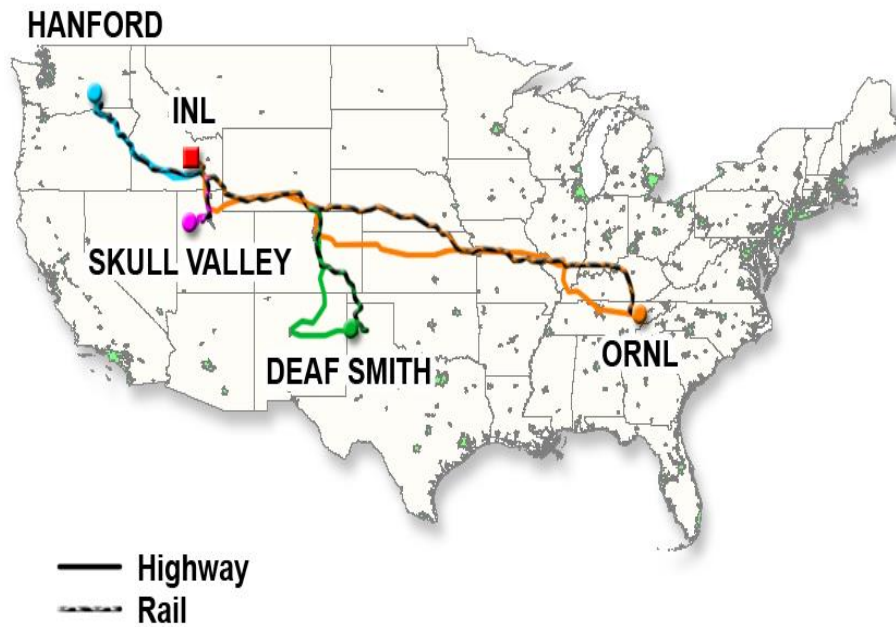 HANFORD
INL
SKULL VALLEY
DEAF SMITH
ORNL
Highway
Rail